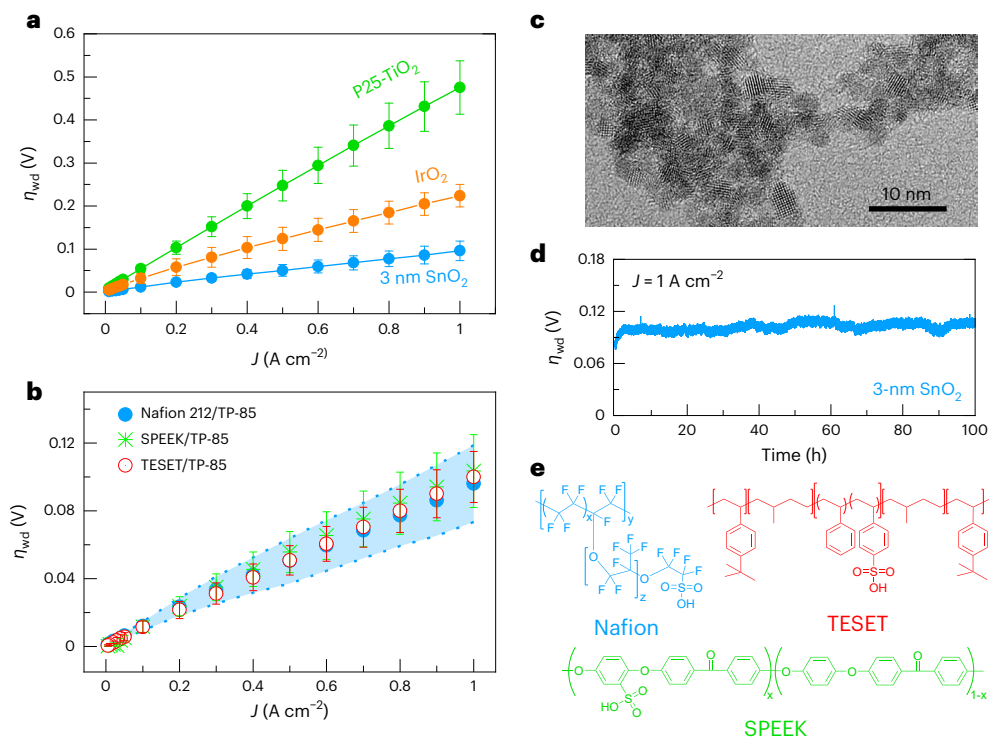 a
0.6
0.5
0.4
0.3
0.2
0.1
0
η_wd (V)
P25-TiO₂
IrO₂
3 nm SnO₂
0
0.2
0.4
0.6
0.8
1
J (A cm⁻²)
b
Nafion 212/TP-85
SPEEK/TP-85
TESET/TP-85
0.12
0.08
0.04
0
η_wd (V)
0
0.2
0.4
0.6
0.8
1
J (A cm⁻²)
c
10 nm
d
0.18
0.12
0.06
0
η_wd (V)
J = 1 A cm⁻²
3-nm SnO₂
0
20
40
60
80
100
Time (h)
e
F F F F
x y
F F F
O F F F F F F
F F O F
F F z O S O
OH
Nafion
O S O
OH
TESET
O O O O O
HO S O x 1-x
O
SPEEK